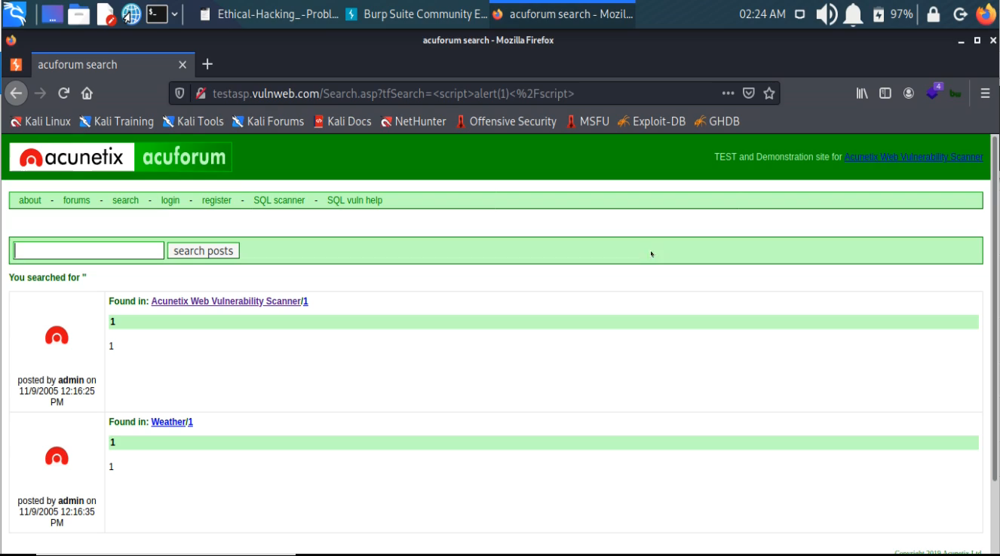 Ethical-Hacking_-Probl... Burp Suite Community E... acuforum search - Mozil... 02:24 AM 97%
acuforum search - Mozilla Firefox
acuforum search
testasp.vulnweb.com/Search.asp?tfSearch=<script>alert(1)<%2Fscript> 4
Kali Linux Kali Training Kali Tools Kali Forums Kali Docs NetHunter Offensive Security MSFU Exploit-DB GHDB
acunetix acuforum TEST and Demonstration site for Acunetix Web Vulnerability Scanner
about - forums - search - login - register - SQL scanner - SQL vuln help
search posts
You searched for ''
Found in: Acunetix Web Vulnerability Scanner/1
1
1
posted by admin on
11/9/2005 12:16:25
PM
Found in: Weather/1
1
1
posted by admin on
11/9/2005 12:16:35
PM
Copyright 2019 Acunetix Ltd.